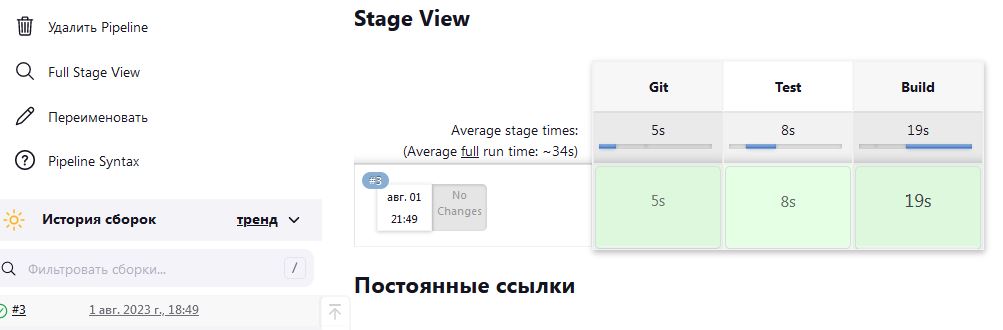 Удалить Pipeline
Full Stage View
Переименовать
Pipeline Syntax
История сборок тренд
Фильтровать сборки... /
#3 1 авг. 2023 г., 18:49
Stage View
Git Test Build
Average stage times:
(Average full run time: ~34s)
5s 8s 19s
#3
авг. 01
21:49
No
Changes
5s 8s 19s
Постоянные ссылки